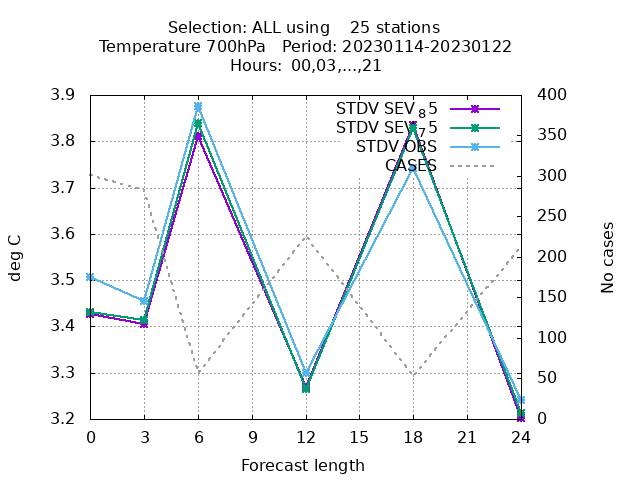 Selection: ALL using 25 stations
Temperature 700hPa Period: 20230114-20230122
Hours: 00,03,...,21
STDV SEV_8 5
STDV SEV_7 5
STDV OBS
CASES
3.9
3.8
3.7
3.6
3.5
3.4
3.3
3.2
400
350
300
250
200
150
100
50
0
deg C
No cases
0 3 6 9 12 15 18 21 24
Forecast length